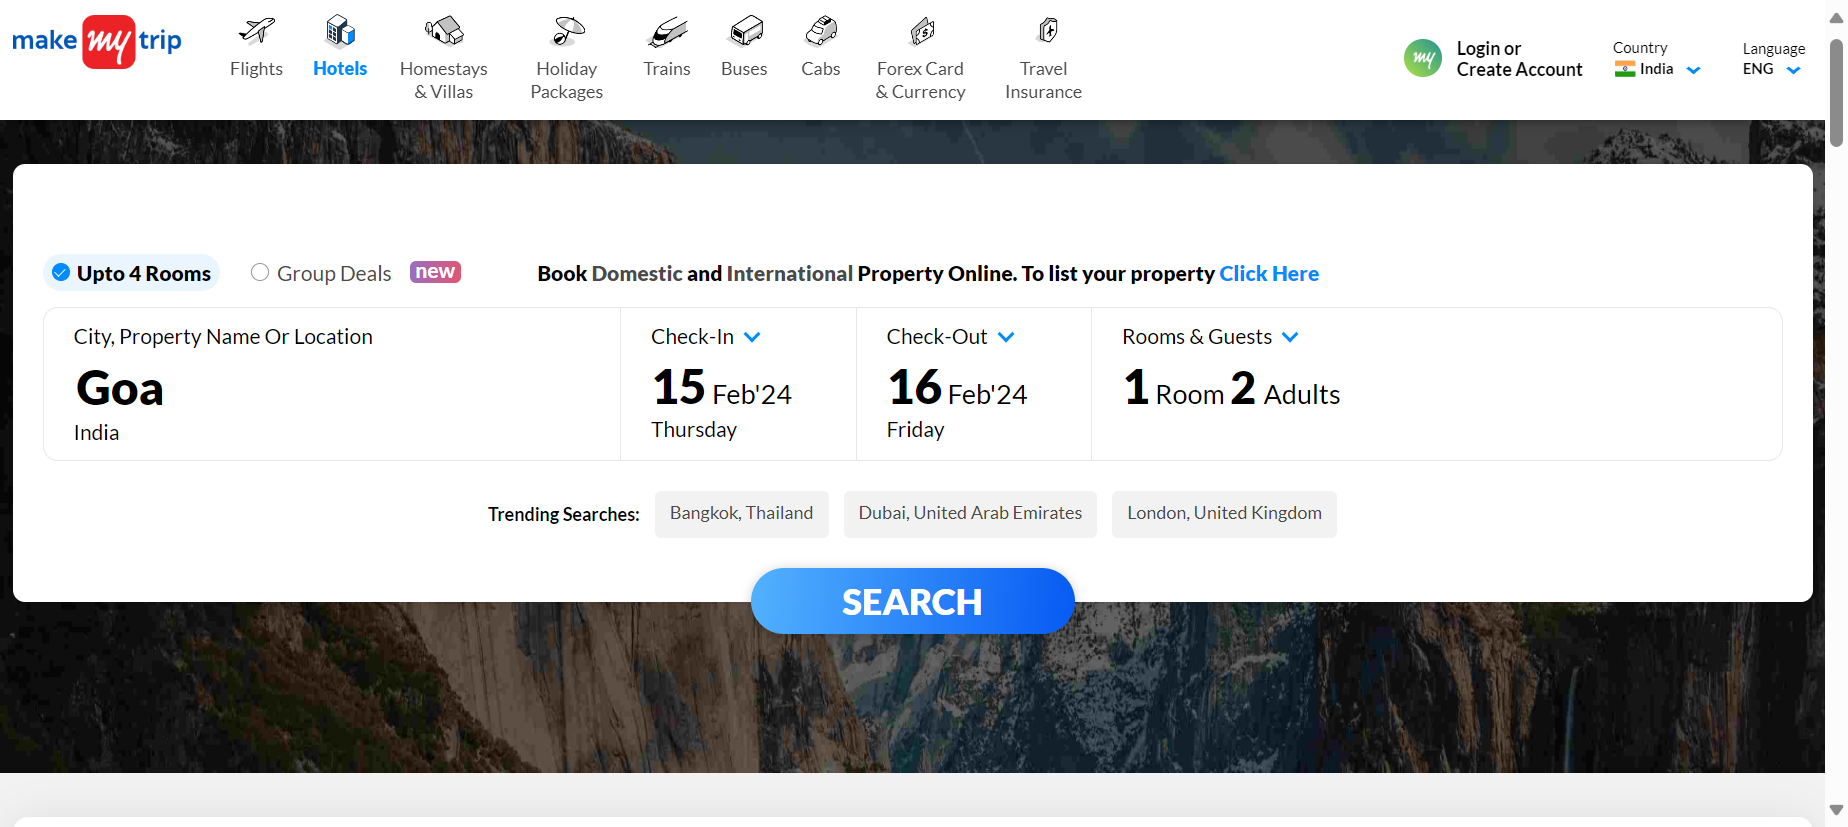 make my trip
Flights
Hotels
Homestays
& Villas
Holiday
Packages
Trains
Buses
Cabs
Forex Card
& Currency
Travel
Insurance
my
Login or
Create Account
Country
India
Language
ENG
Upto 4 Rooms
Group Deals
new
Book Domestic and International Property Online. To list your property Click Here
City, Property Name Or Location
Goa
India
Check-In
15 Feb'24
Thursday
Check-Out
16 Feb'24
Friday
Rooms & Guests
1 Room 2 Adults
Trending Searches:
Bangkok, Thailand
Dubai, United Arab Emirates
London, United Kingdom
SEARCH